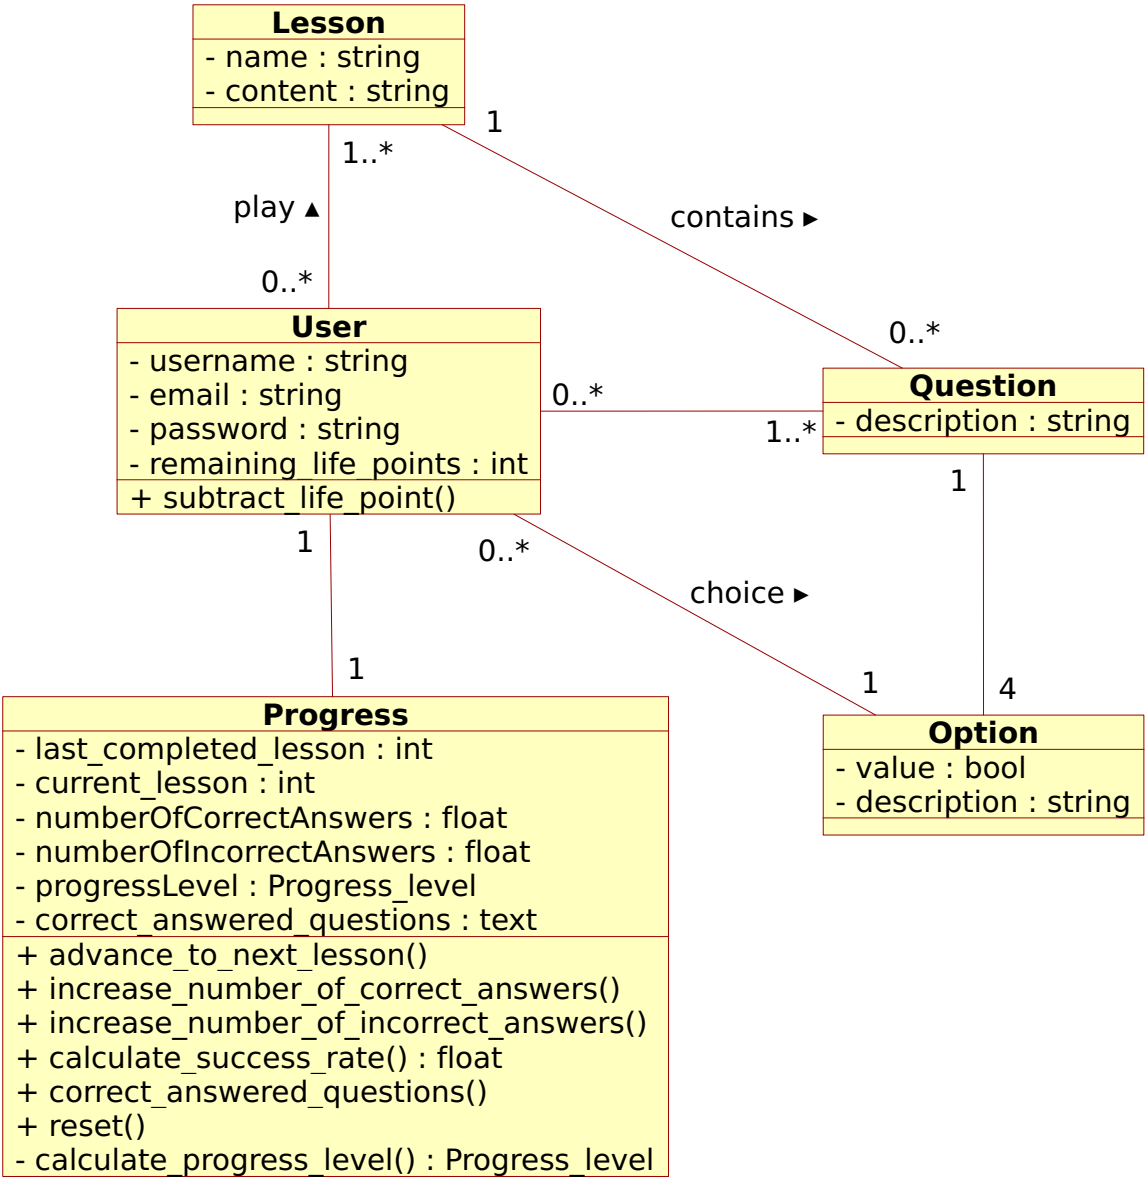 Lesson
- name : string
- content : string
1
1..*
play ▲
contains ►
0..*
0..*
User
- username : string
- email : string
- password : string
- remaining_life_points : int
+ subtract_life_point()
0..*
1..*
Question
- description : string
1
0..*
1
choice ►
1
1
4
Progress
- last_completed_lesson : int
- current_lesson : int
- numberOfCorrectAnswers : float
- numberOfIncorrectAnswers : float
- progressLevel : Progress_level
- correct_answered_questions : text
+ advance_to_next_lesson()
+ increase_number_of_correct_answers()
+ increase_number_of_incorrect_answers()
+ calculate_success_rate() : float
+ correct_answered_questions()
+ reset()
- calculate_progress_level() : Progress_level
Option
- value : bool
- description : string